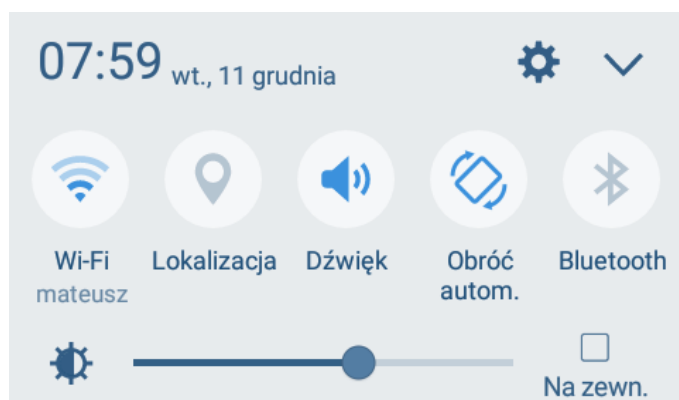 07:59 wt., 11 grudnia
Wi-Fi
mateusz
Lokalizacja
Dźwięk
Obróć
autom.
Bluetooth
Na zewn.